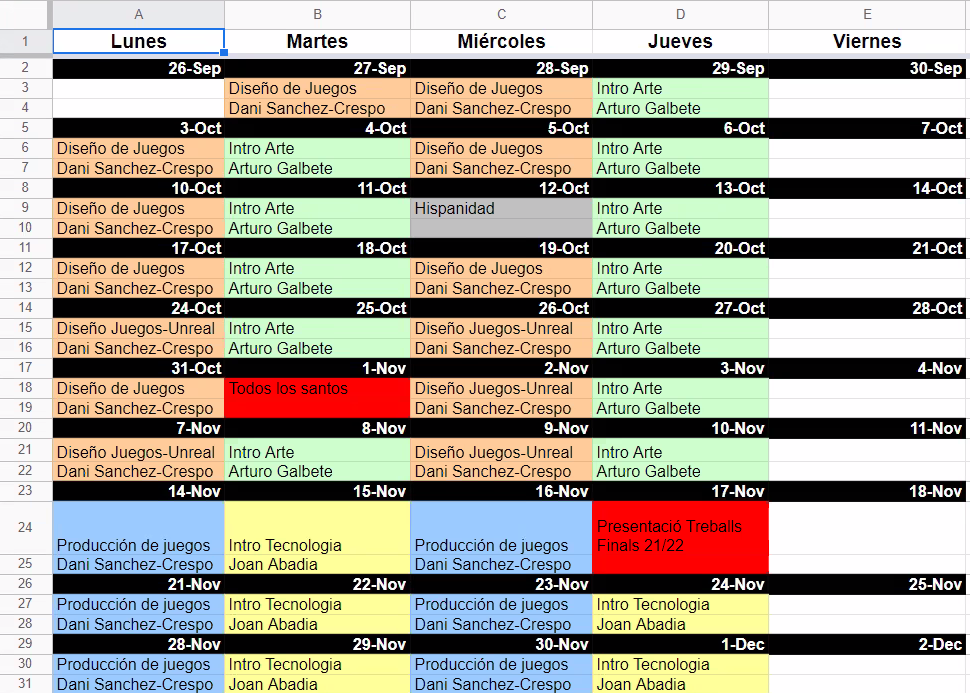 A B C D E
1 Lunes Martes Miércoles Jueves Viernes
2 26-Sep 27-Sep 28-Sep 29-Sep 30-Sep
3 Diseño de Juegos Diseño de Juegos Intro Arte
4 Dani Sanchez-Crespo Dani Sanchez-Crespo Arturo Galbete
5 3-Oct 4-Oct 5-Oct 6-Oct 7-Oct
6 Diseño de Juegos Intro Arte Diseño de Juegos Intro Arte
7 Dani Sanchez-Crespo Arturo Galbete Dani Sanchez-Crespo Arturo Galbete
8 10-Oct 11-Oct 12-Oct 13-Oct 14-Oct
9 Diseño de Juegos Intro Arte Hispanidad Intro Arte
10 Dani Sanchez-Crespo Arturo Galbete Arturo Galbete
11 17-Oct 18-Oct 19-Oct 20-Oct 21-Oct
12 Diseño de Juegos Intro Arte Diseño de Juegos Intro Arte
13 Dani Sanchez-Crespo Arturo Galbete Dani Sanchez-Crespo Arturo Galbete
14 24-Oct 25-Oct 26-Oct 27-Oct 28-Oct
15 Diseño Juegos-Unreal Intro Arte Diseño Juegos-Unreal Intro Arte
16 Dani Sanchez-Crespo Arturo Galbete Dani Sanchez-Crespo Arturo Galbete
17 31-Oct 1-Nov 2-Nov 3-Nov 4-Nov
18 Diseño de Juegos Todos los santos Diseño Juegos-Unreal Intro Arte
19 Dani Sanchez-Crespo Dani Sanchez-Crespo Arturo Galbete
20 7-Nov 8-Nov 9-Nov 10-Nov 11-Nov
21 Diseño Juegos-Unreal Intro Arte Diseño Juegos-Unreal Intro Arte
22 Dani Sanchez-Crespo Arturo Galbete Dani Sanchez-Crespo Arturo Galbete
23 14-Nov 15-Nov 16-Nov 17-Nov 18-Nov
24 Producción de juegos Intro Tecnologia Producción de juegos Presentació Treballs
Finals 21/22
25 Dani Sanchez-Crespo Joan Abadia Dani Sanchez-Crespo
26 21-Nov 22-Nov 23-Nov 24-Nov 25-Nov
27 Producción de juegos Intro Tecnologia Producción de juegos Intro Tecnologia
28 Dani Sanchez-Crespo Joan Abadia Dani Sanchez-Crespo Joan Abadia
29 28-Nov 29-Nov 30-Nov 1-Dec 2-Dec
30 Producción de juegos Intro Tecnologia Producción de juegos Intro Tecnologia
31 Dani Sanchez-Crespo Joan Abadia Dani Sanchez-Crespo Joan Abadia